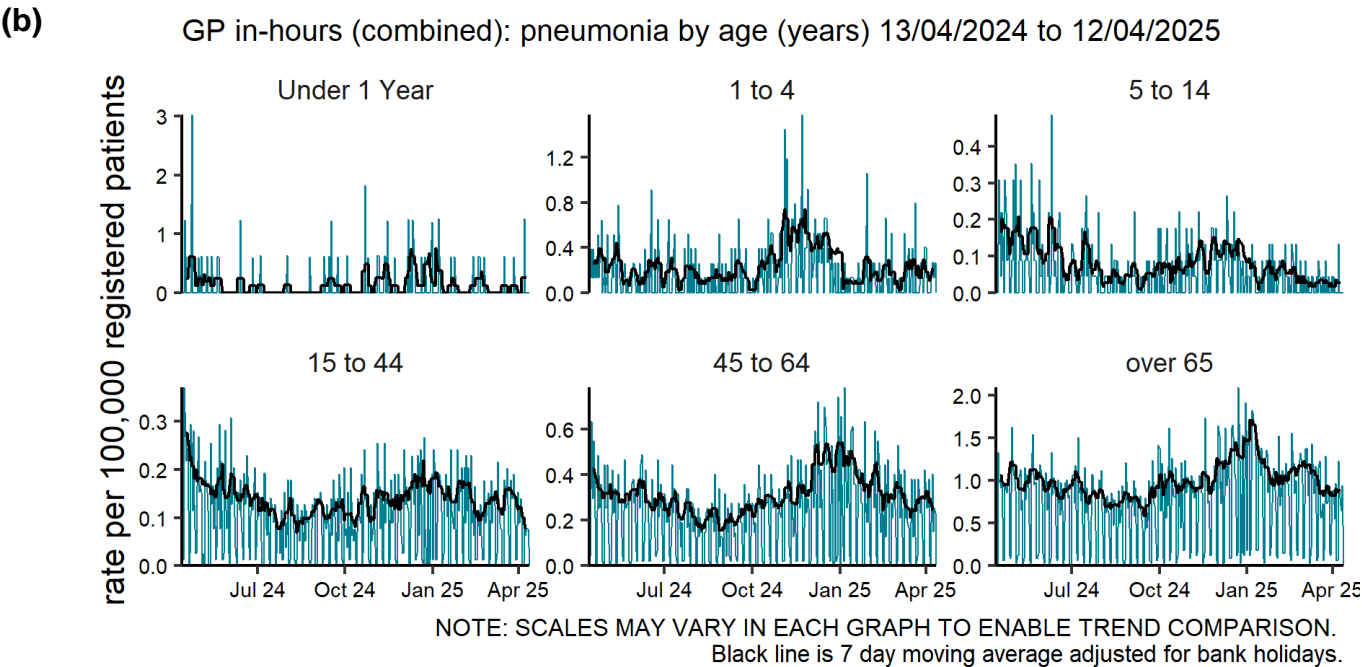 (b)
GP in-hours (combined): pneumonia by age (years) 13/04/2024 to 12/04/2025
rate per 100,000 registered patients
Under 1 Year
3
2
1
0
1 to 4
1.2
0.8
0.4
0.0
5 to 14
0.4
0.3
0.2
0.1
0.0
15 to 44
0.3
0.2
0.1
0.0
Jul 24 Oct 24 Jan 25 Apr 25
45 to 64
0.6
0.4
0.2
0.0
Jul 24 Oct 24 Jan 25 Apr 25
over 65
2.0
1.5
1.0
0.5
0.0
Jul 24 Oct 24 Jan 25 Apr 25
NOTE: SCALES MAY VARY IN EACH GRAPH TO ENABLE TREND COMPARISON.
Black line is 7 day moving average adjusted for bank holidays.